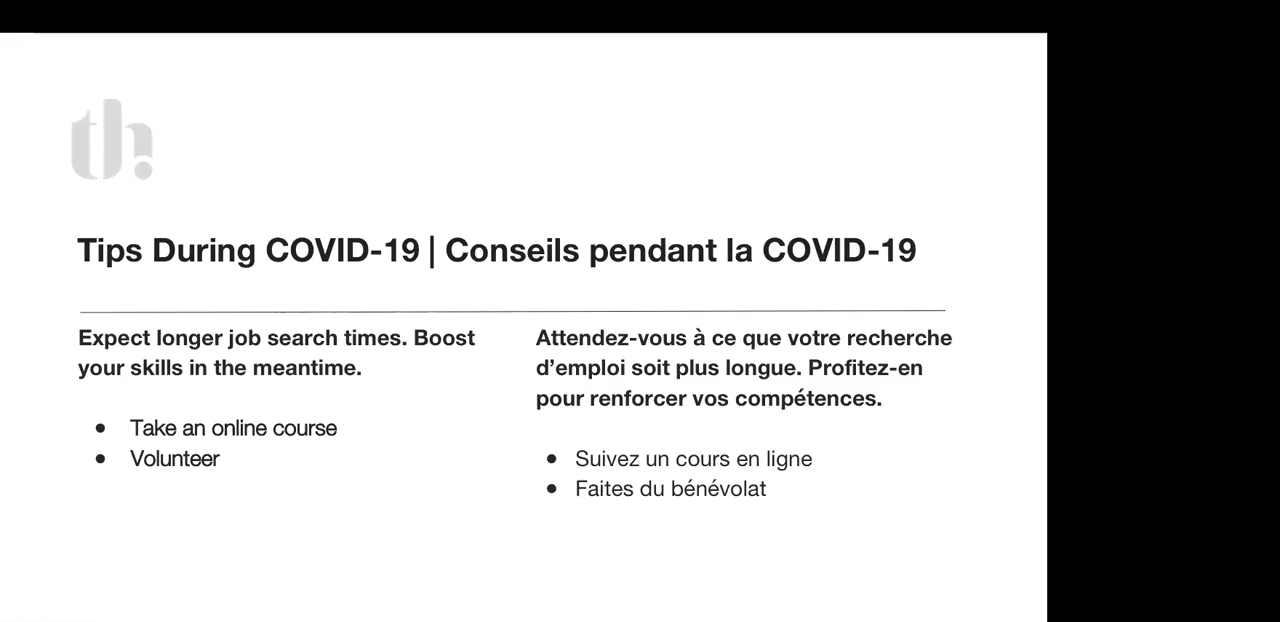 th
Tips During COVID-19 | Conseils pendant la COVID-19
Expect longer job search times. Boost
your skills in the meantime.
• Take an online course
• Volunteer
Attendez-vous à ce que votre recherche
d’emploi soit plus longue. Profitez-en
pour renforcer vos compétences.
• Suivez un cours en ligne
• Faites du bénévolat